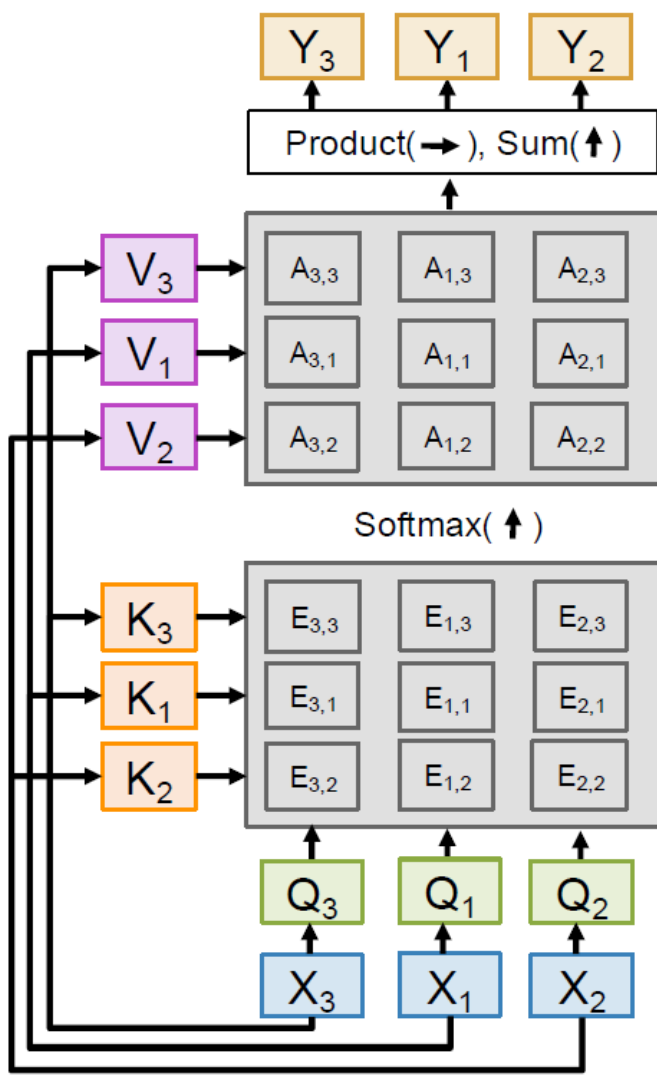 Y3 Y1 Y2
Product(→), Sum(↑)
V3 A3,3 A1,3 A2,3
V1 A3,1 A1,1 A2,1
V2 A3,2 A1,2 A2,2
Softmax(↑)
K3 E3,3 E1,3 E2,3
K1 E3,1 E1,1 E2,1
K2 E3,2 E1,2 E2,2
Q3 Q1 Q2
X3 X1 X2